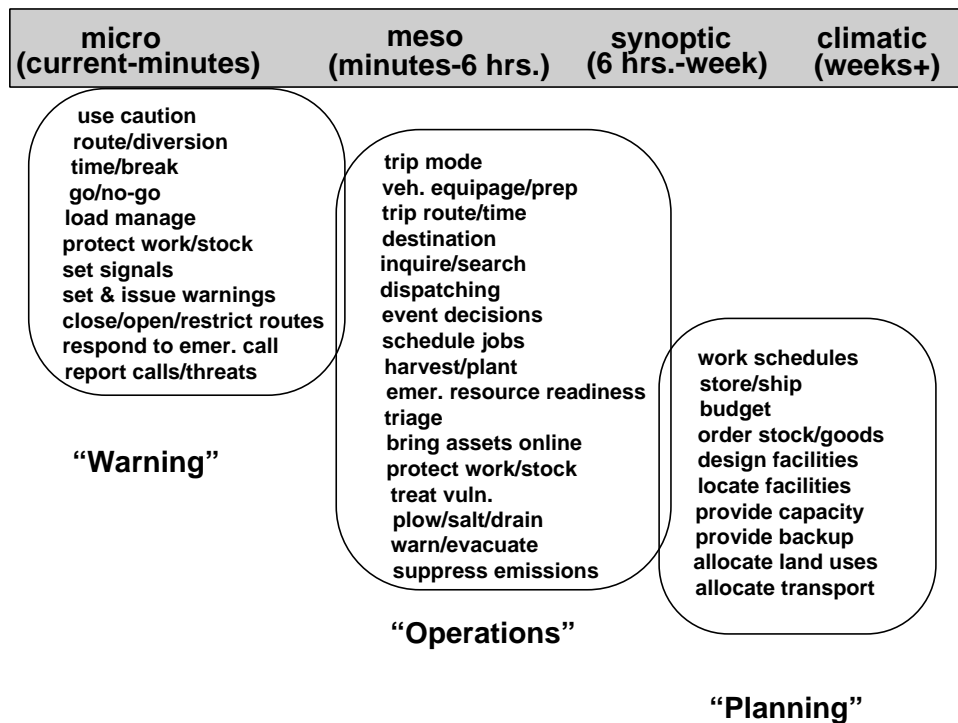 micro
(current-minutes)
meso
(minutes-6 hrs.)
synoptic
(6 hrs.-week)
climatic
(weeks+)
use caution
route/diversion
time/break
go/no-go
load manage
protect work/stock
set signals
set & issue warnings
close/open/restrict routes
respond to emer. call
report calls/threats
“Warning”
trip mode
veh. equipage/prep
trip route/time
destination
inquire/search
dispatching
event decisions
schedule jobs
harvest/plant
emer. resource readiness
triage
bring assets online
protect work/stock
treat vuln.
plow/salt/drain
warn/evacuate
suppress emissions
“Operations”
work schedules
store/ship
budget
order stock/goods
design facilities
locate facilities
provide capacity
provide backup
allocate land uses
allocate transport
“Planning”